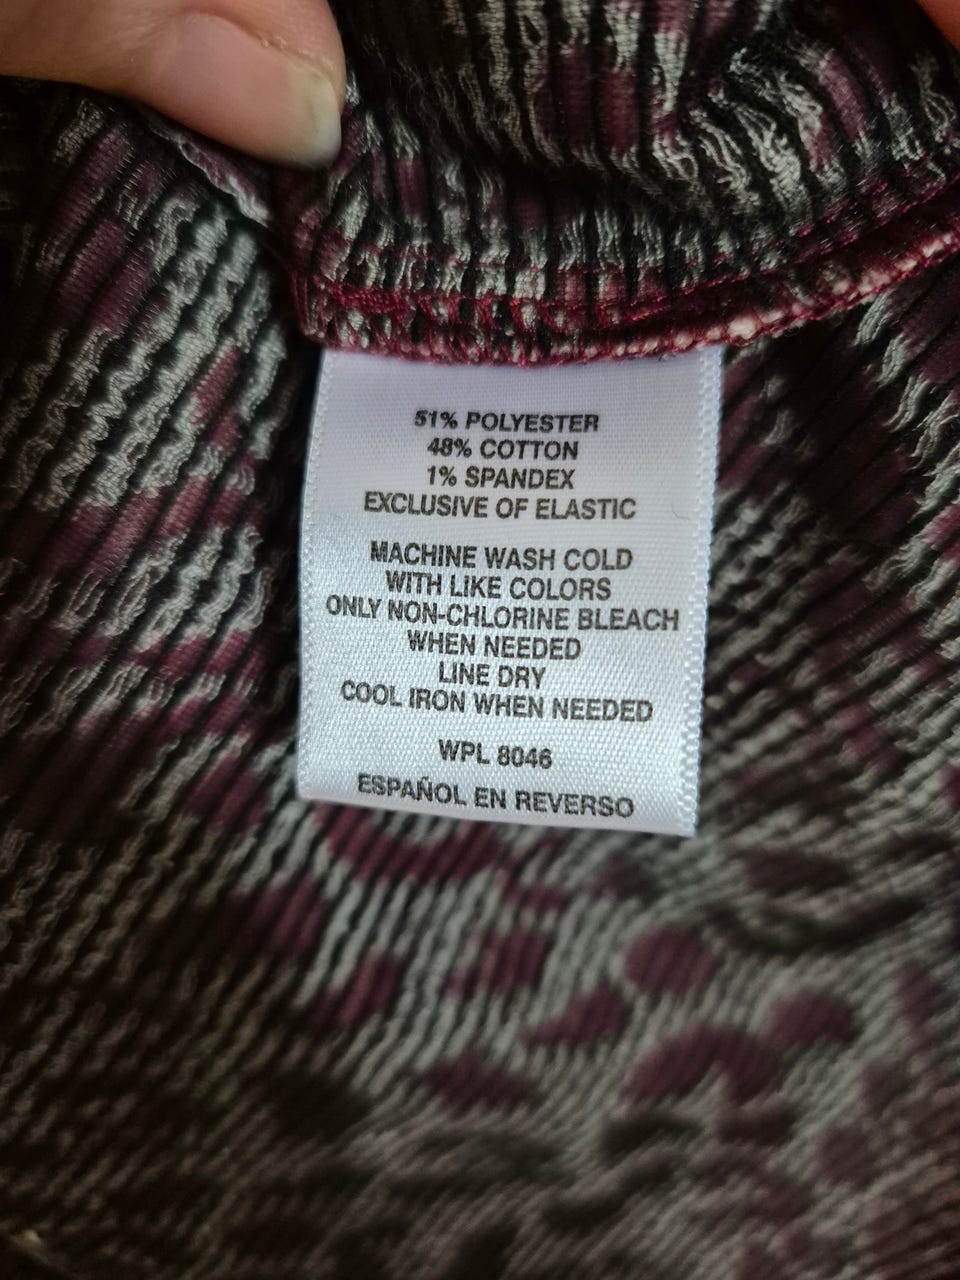 51% POLYESTER
48% COTTON
1% SPANDEX
EXCLUSIVE OF ELASTIC
MACHINE WASH COLD
WITH LIKE COLORS
ONLY NON-CHLORINE BLEACH
WHEN NEEDED
LINE DRY
COOL IRON WHEN NEEDED
WPL 8046
ESPAÑOL EN REVERSO